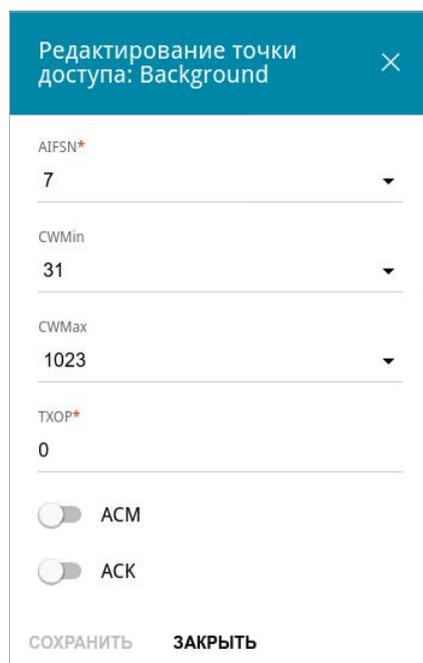 Редактирование точки
доступа: Background
AIFSN*
7
CWMin
31
CWMax
1023
TXOP*
0
ACM
ACK
СОХРАНИТЬ ЗАКРЫТЬ